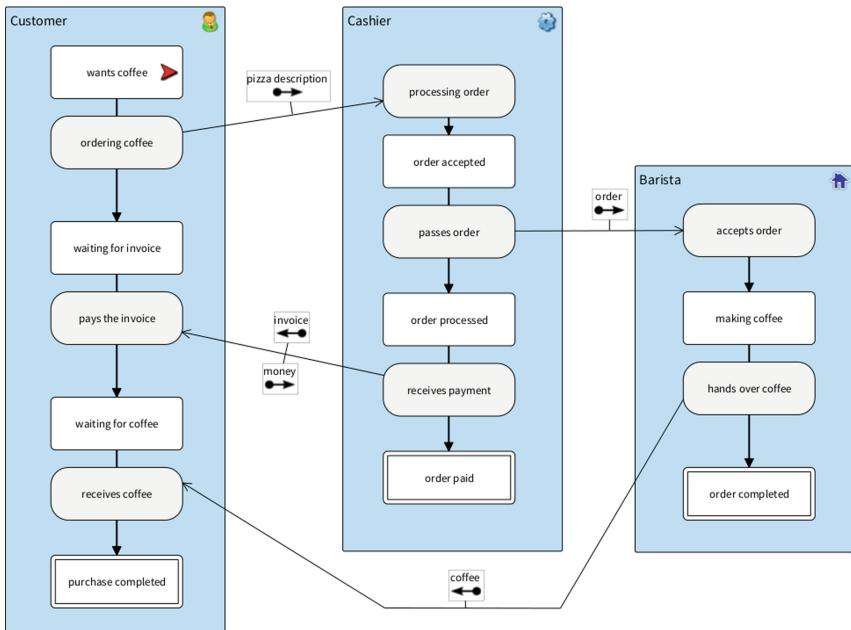 Customer
wants coffee
ordering coffee
waiting for invoice
pays the invoice
waiting for coffee
receives coffee
purchase completed
pizza description
invoice
money
Cashier
processing order
order accepted
passes order
order processed
receives payment
order paid
order
coffee
Barista
accepts order
making coffee
hands over coffee
order completed